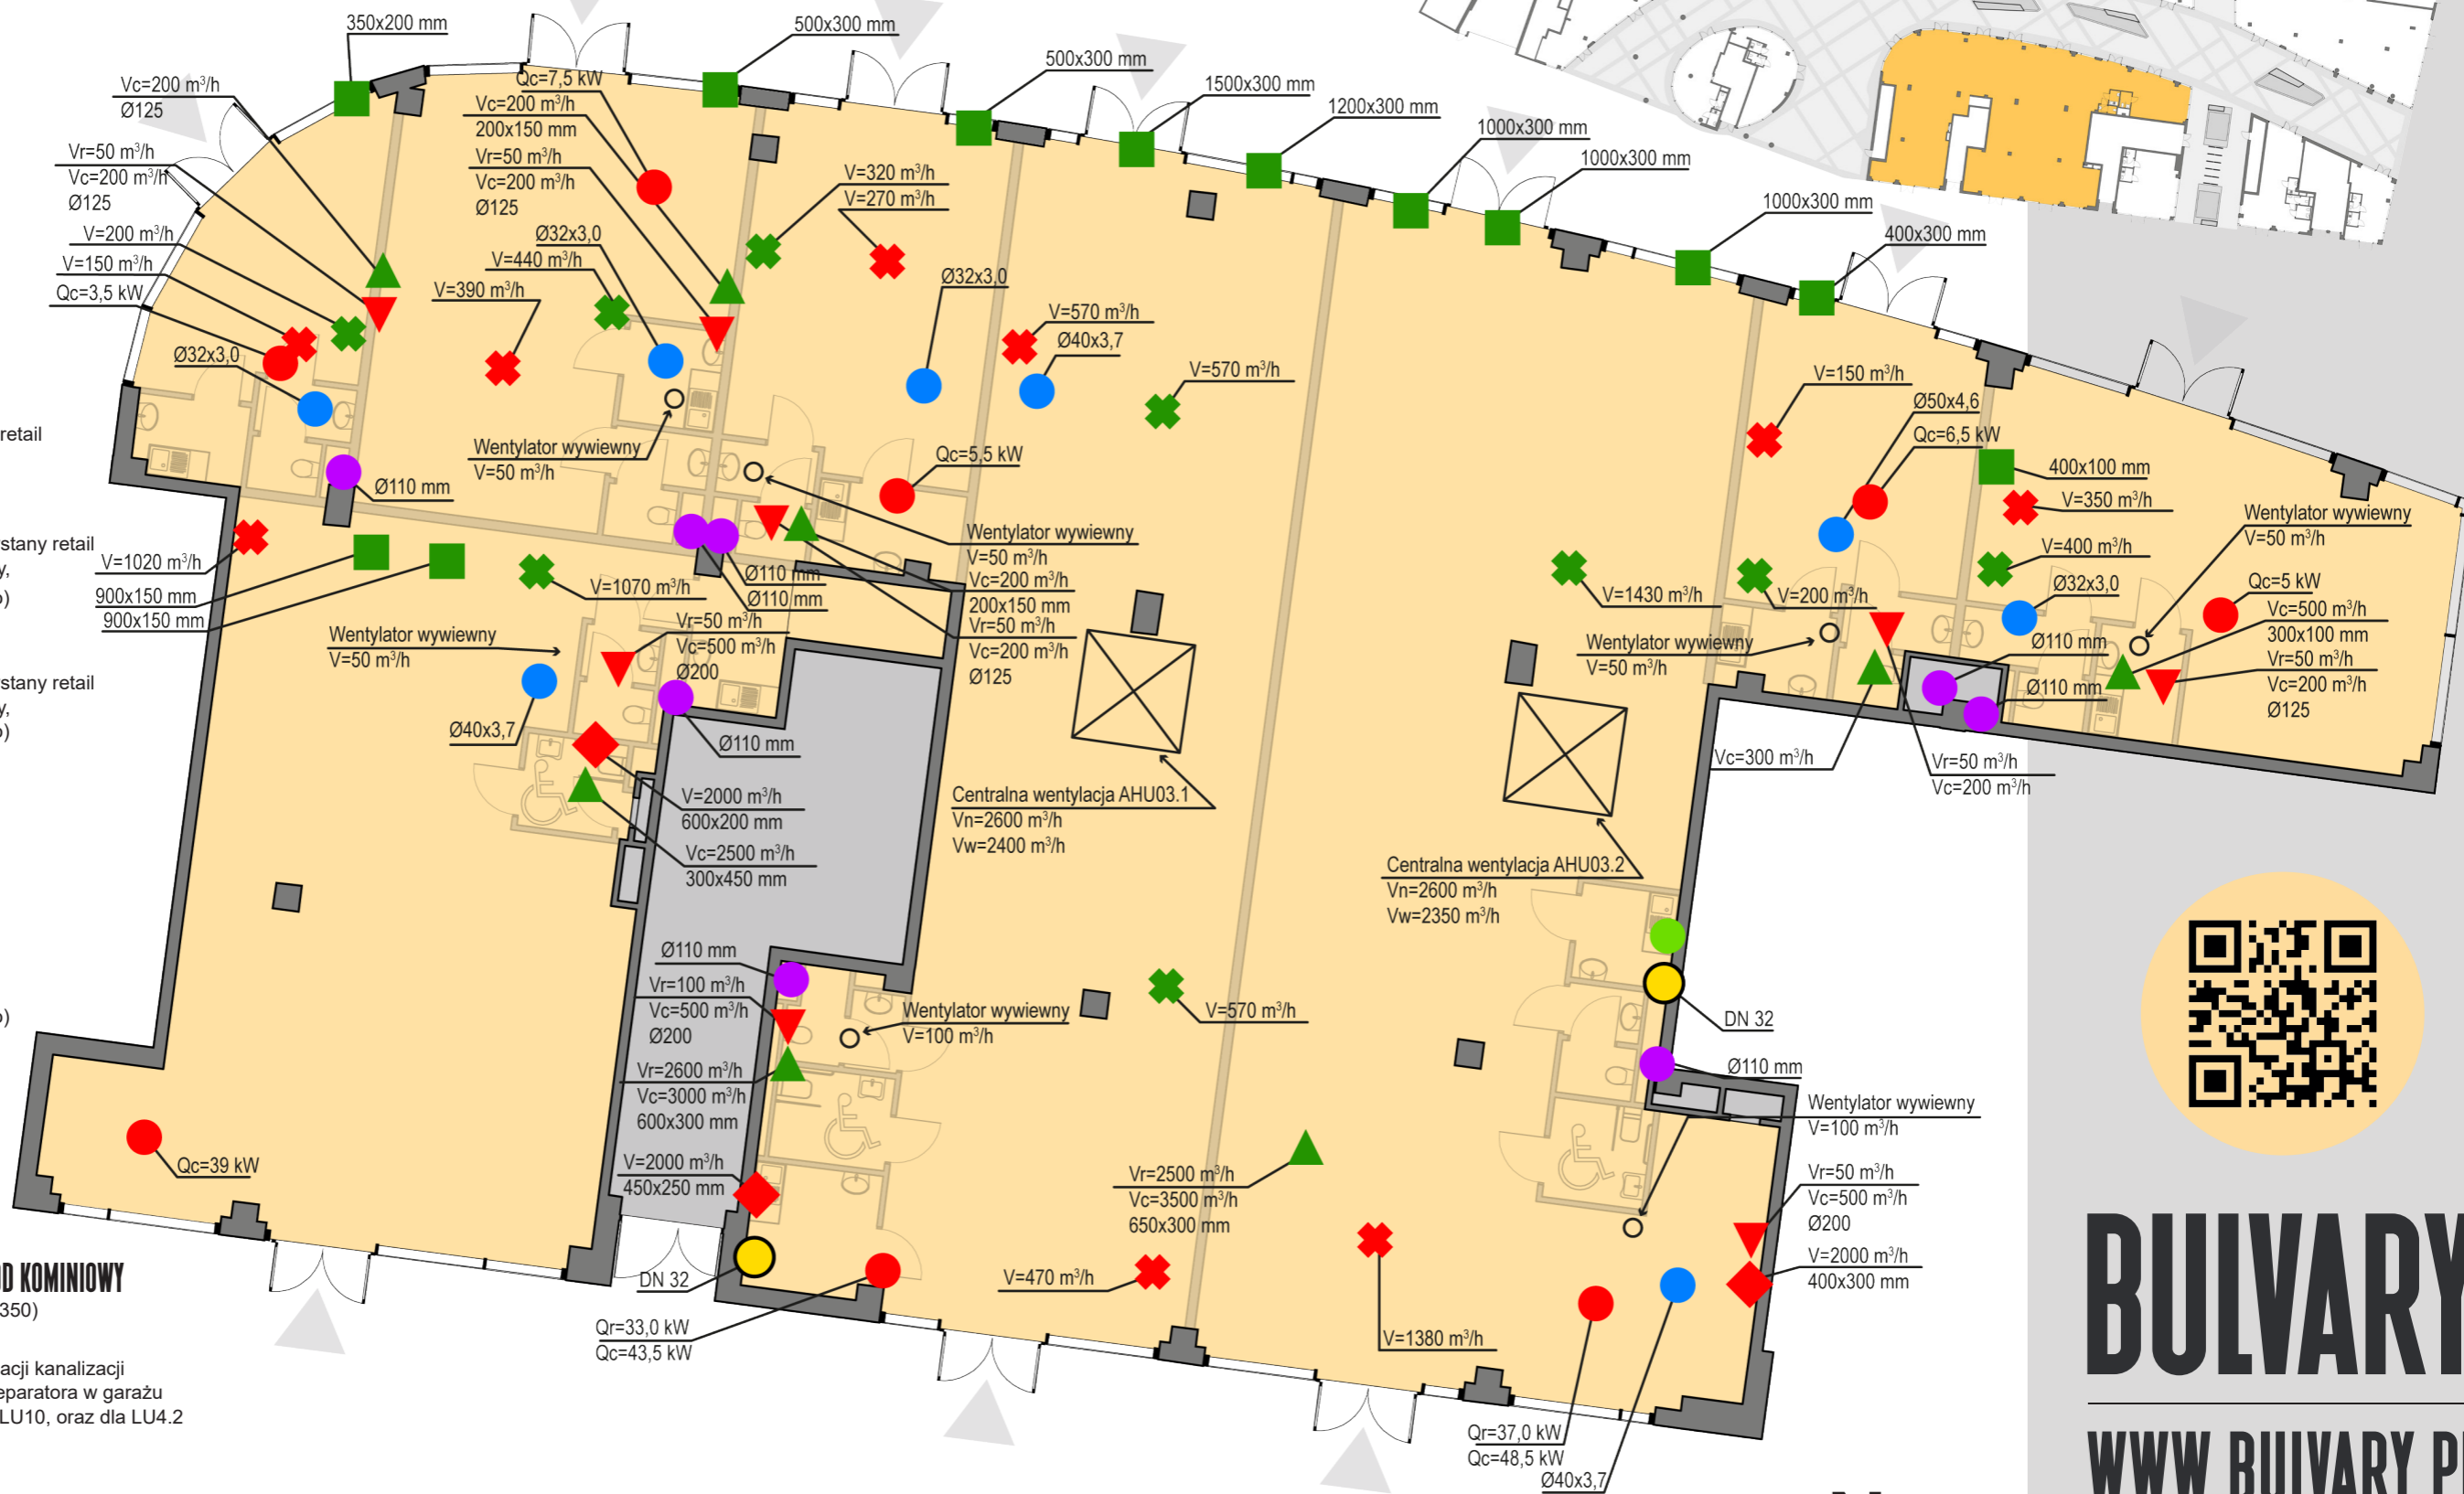 350x200 mm
500x300 mm
500x300 mm
1500x300 mm
1200x300 mm
1000x300 mm
1000x300 mm
1000x300 mm
400x300 mm
Vc=200 m³/h
Ø125
Vr=50 m³/h
Vc=200 m³/h
Ø125
V=200 m³/h
V=150 m³/h
Qc=3,5 kW
Ø32x3,0
Qc=7,5 kW
Vc=200 m³/h
200x150 mm
Vr=50 m³/h
Vc=200 m³/h
Ø125
Ø32x3,0
V=440 m³/h
V=390 m³/h
V=320 m³/h
V=270 m³/h
Ø32x3,0
V=570 m³/h
Ø40x3,7
V=570 m³/h
V=150 m³/h
Ø50x4,6
Qc=6,5 kW
400x100 mm
V=350 m³/h
V=400 m³/h
Ø32x3,0
Wentylator wywiewny
V=50 m³/h
Qc=5 kW
Vc=500 m³/h
300x100 mm
Vr=50 m³/h
Vc=200 m³/h
Ø125
Ø110 mm
Ø110 mm
retail
Wentylator wywiewny
V=50 m³/h
Ø110 mm
Qc=5,5 kW
Wentylator wywiewny
V=50 m³/h
Vc=200 m³/h
200x150 mm
Vr=50 m³/h
Vc=200 m³/h
Ø125
Ø110 mm
Ø110 mm
stany retail
y,
o)
V=1020 m³/h
900x150 mm
900x150 mm
V=1070 m³/h
Wentylator wywiewny
V=50 m³/h
Vr=50 m³/h
Vc=500 m³/h
Ø200
stany retail
y,
o)
Ø40x3,7
Ø110 mm
V=2000 m³/h
600x200 mm
Vc=2500 m³/h
300x450 mm
V=1430 m³/h
V=200 m³/h
Wentylator wywiewny
V=50 m³/h
Vc=300 m³/h
Vr=50 m³/h
Vc=200 m³/h
Centralna wentylacja AHU03.1
Vn=2600 m³/h
Vw=2400 m³/h
Centralna wentylacja AHU03.2
Vn=2600 m³/h
Vw=2350 m³/h
Ø110 mm
Vr=100 m³/h
Vc=500 m³/h
Ø200
Vr=2600 m³/h
Vc=3000 m³/h
600x300 mm
V=2000 m³/h
450x250 mm
Wentylator wywiewny
V=100 m³/h
V=570 m³/h
DN 32
Ø110 mm
Wentylator wywiewny
V=100 m³/h
Vr=50 m³/h
Vc=500 m³/h
Ø200
V=2000 m³/h
400x300 mm
o)
Qc=39 kW
Vr=2500 m³/h
Vc=3500 m³/h
650x300 mm
DN 32
Qr=33,0 kW
Qc=43,5 kW
V=470 m³/h
V=1380 m³/h
Qr=37,0 kW
Qc=48,5 kW
Ø40x3,7
OD KOMINIOWY
350)
acji kanalizacji
eparatora w garażu
LU10, oraz dla LU4.2
BULVARY
WWW.BULVARY.P